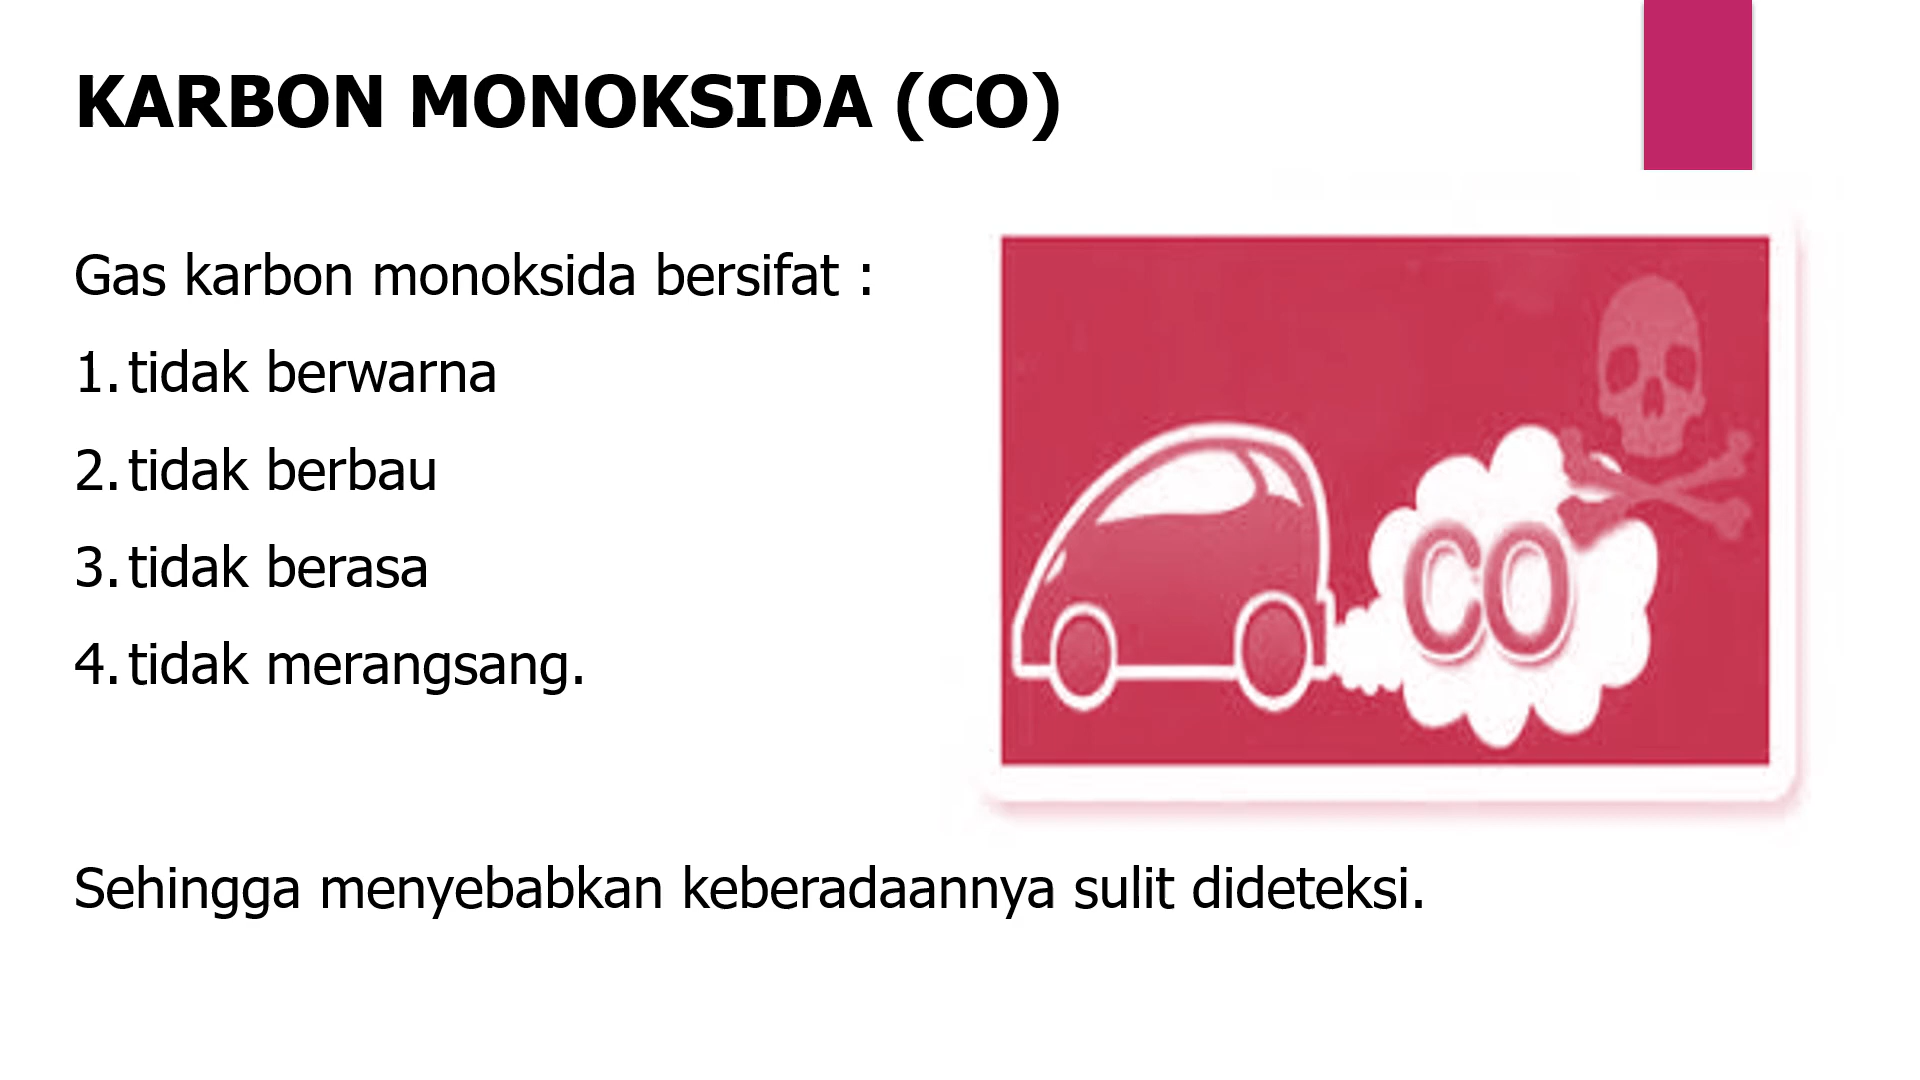 KARBON MONOKSIDA (CO)
Gas karbon monoksida bersifat :
1. tidak berwarna
2. tidak berbau
3. tidak berasa
4. tidak merangsang.
CO
Sehingga menyebabkan keberadaannya sulit dideteksi.